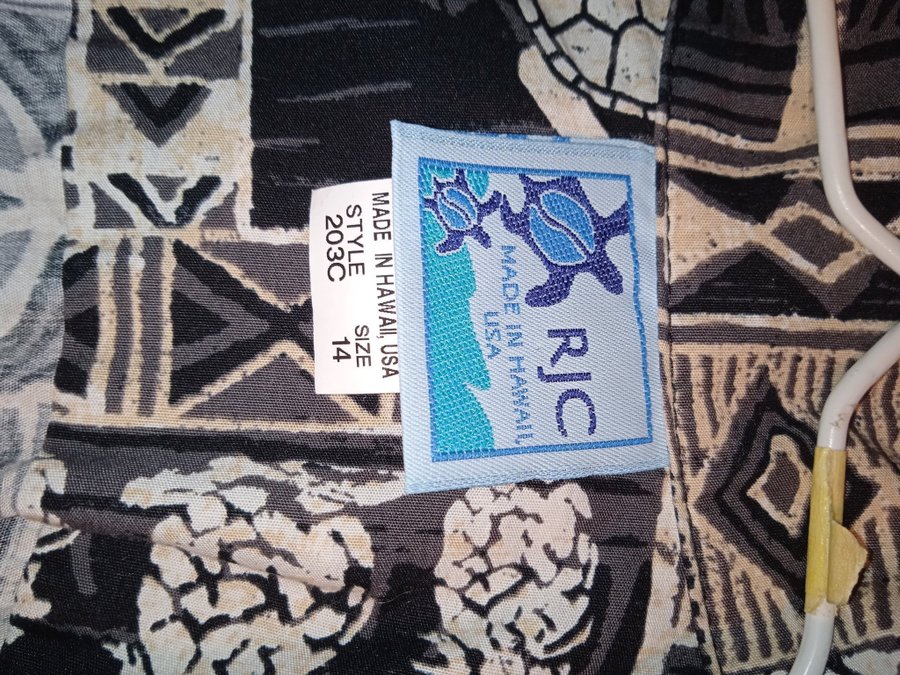 RJC
MADE IN HAWAII,
USA
MADE IN HAWAII, USA
STYLE SIZE
203C 14